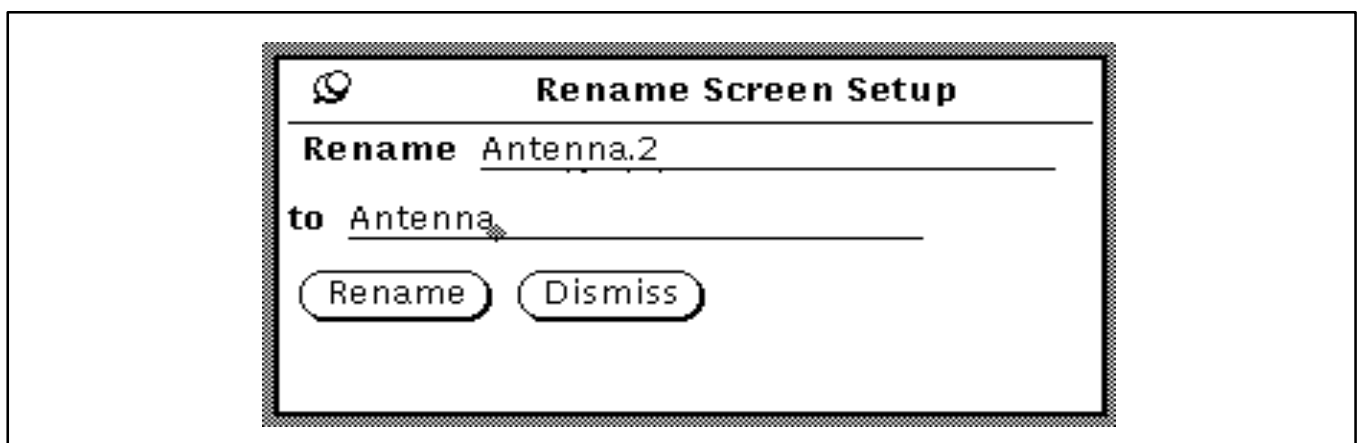 Rename Screen Setup
Rename Antenna.2
to Antenna
Rename Dismiss